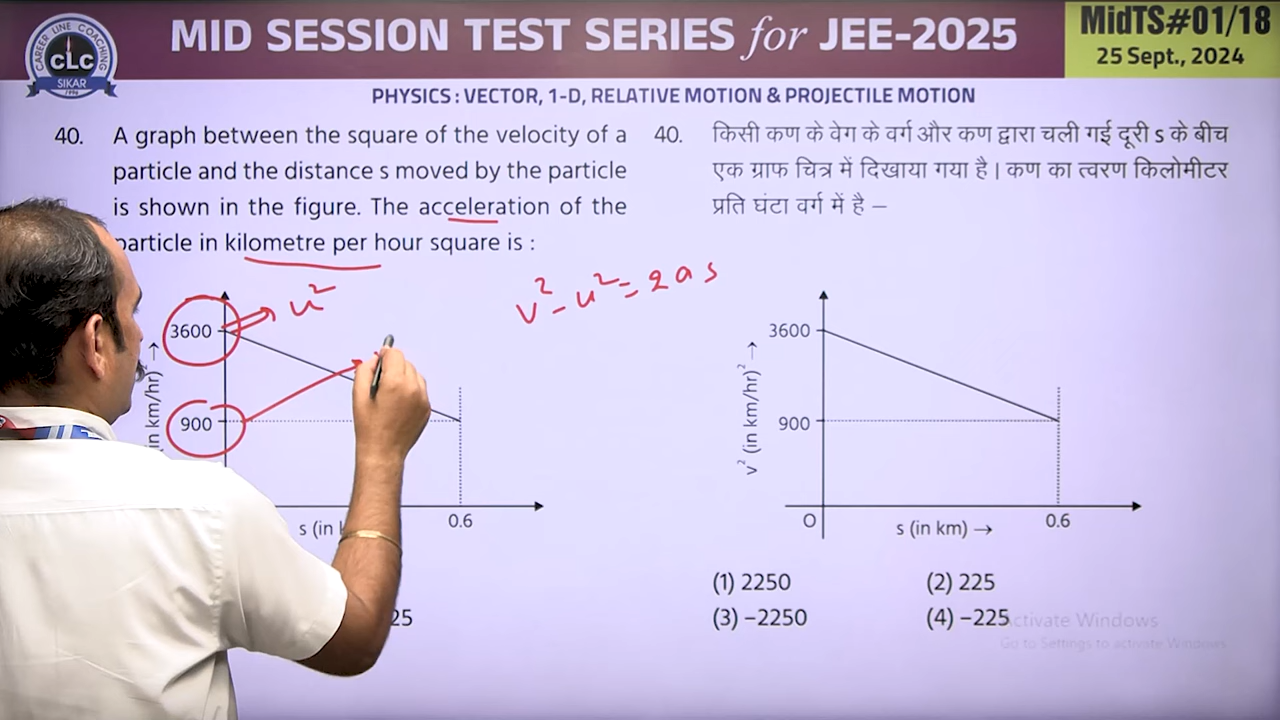 CAREER LINE COACHING
CLC
SIKAR
MID SESSION TEST SERIES for JEE-2025
MidTS#01/18
25 Sept., 2024
PHYSICS : VECTOR, 1-D, RELATIVE MOTION & PROJECTILE MOTION
40. A graph between the square of the velocity of a
particle and the distance s moved by the particle
is shown in the figure. The acceleration of the
particle in kilometre per hour square is :
v² - u² = 2as
u²
3600
900
in km/hr) →
0.6
s (in
25
40. किसी कण के वेग के वर्ग और कण द्वारा चली गई दूरी s के बीच
एक ग्राफ चित्र में दिखाया गया है। कण का त्वरण किलोमीटर
प्रति घंटा वर्ग में है –
3600
900
v² (in km/hr)² →
O
0.6
s (in km) →
(1) 2250 (2) 225
(3) −2250 (4) −225
Activate Windows
Go to Settings to activate Windows.